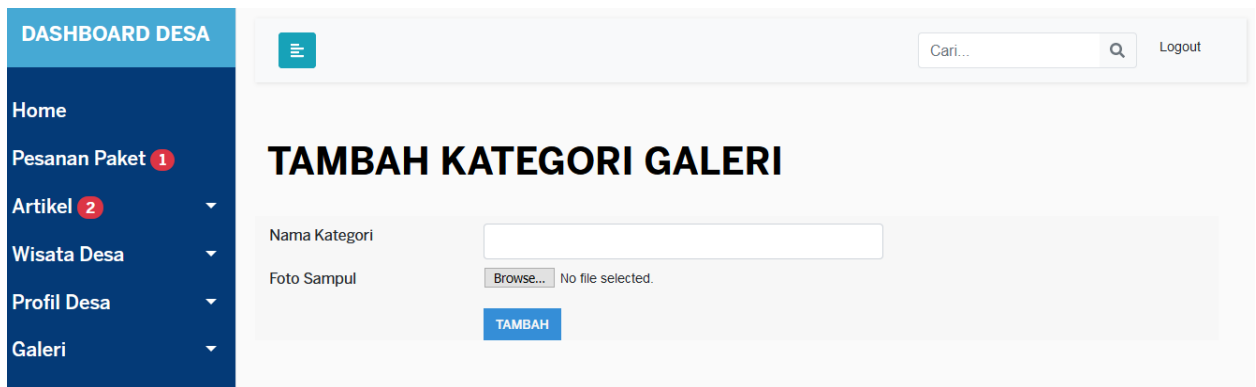 DASHBOARD DESA
Cari...
Logout
Home
Pesanan Paket 1
Artikel 2
Wisata Desa
Profil Desa
Galeri
TAMBAH KATEGORI GALERI
Nama Kategori
Foto Sampul Browse... No file selected.
TAMBAH